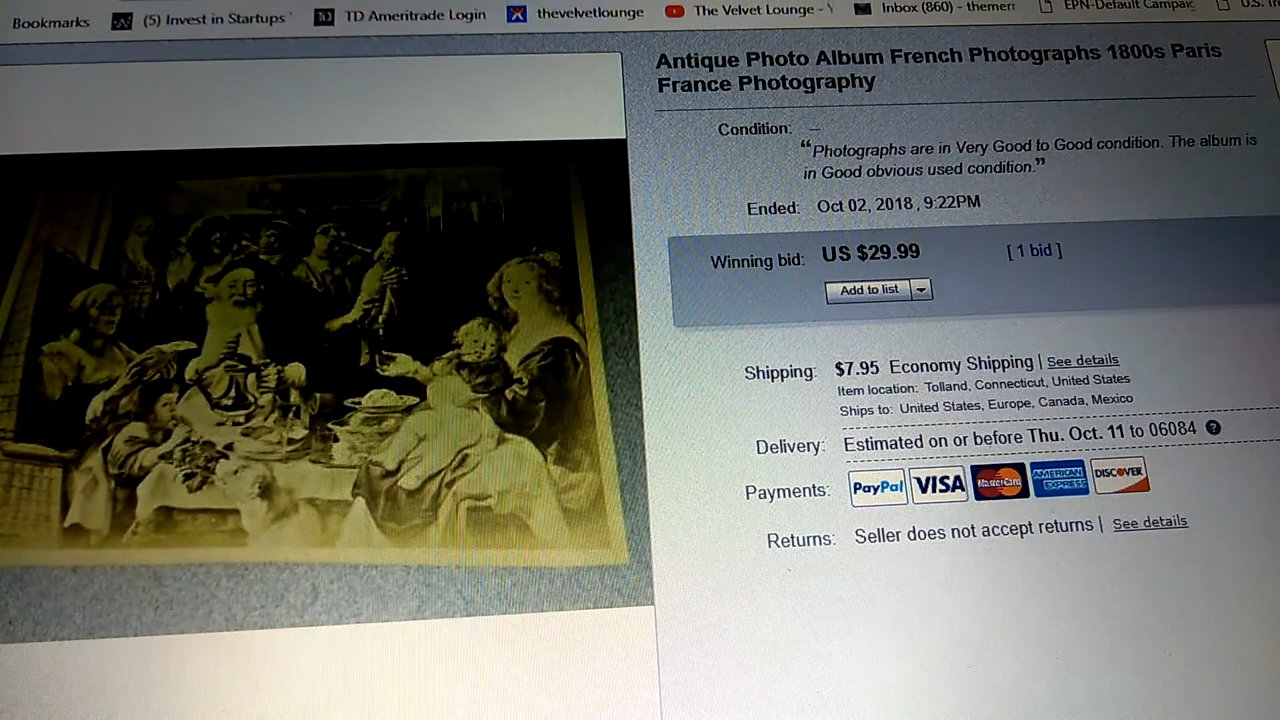 Bookmarks
(5) Invest in Startups
TD
TD Ameritrade Login
thevelvetlounge
The Velvet Lounge -
Inbox (860) - themerr
EPN-Default Campaig
Antique Photo Album French Photographs 1800s Paris
France Photography
Condition: --
“Photographs are in Very Good to Good condition. The album is
in Good obvious used condition.”
Ended: Oct 02, 2018 , 9:22PM
Winning bid: US $29.99 [ 1 bid ]
Add to list
Shipping: $7.95 Economy Shipping | See details
Item location: Tolland, Connecticut, United States
Ships to: United States, Europe, Canada, Mexico
Delivery: Estimated on or before Thu. Oct. 11 to 06084 ?
Payments: PayPal VISA MasterCard AMERICAN EXPRESS DISCOVER
Returns: Seller does not accept returns | See details